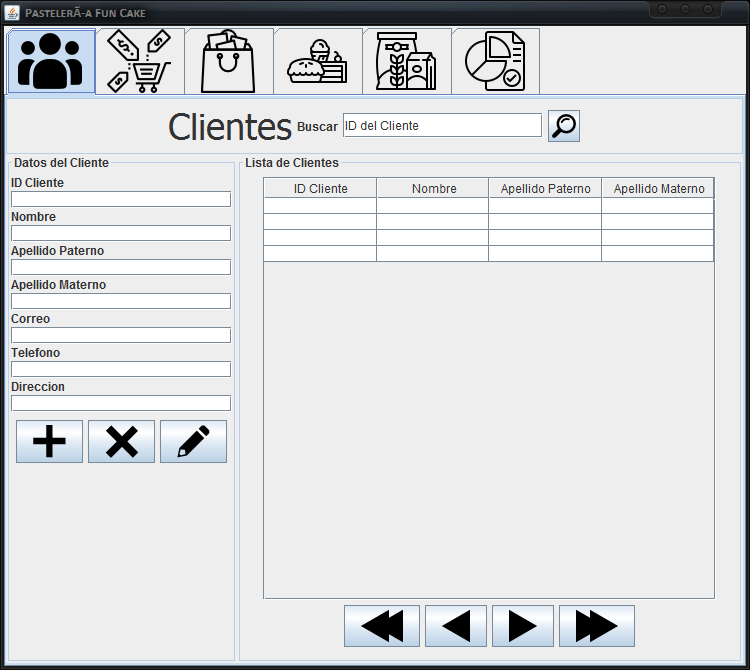 PastelerÃ-a Fun Cake
Clientes Buscar ID del Cliente
Datos del Cliente
ID Cliente
Nombre
Apellido Paterno
Apellido Materno
Correo
Telefono
Direccion
Lista de Clientes
ID Cliente Nombre Apellido Paterno Apellido Materno